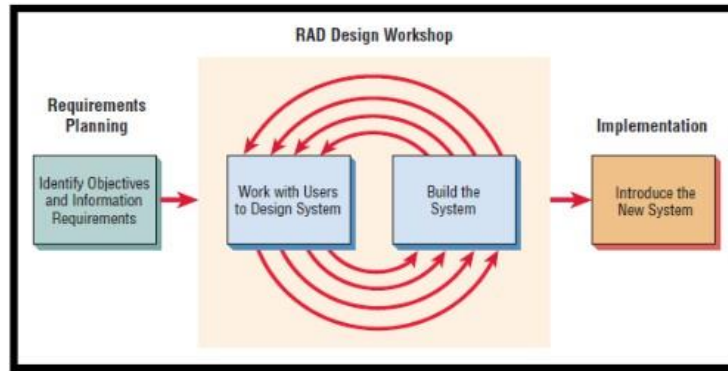 RAD Design Workshop
Requirements
Planning
Identify Objectives
and Information
Requirements
Work with Users
to Design System
Build the
System
Implementation
Introduce the
New System